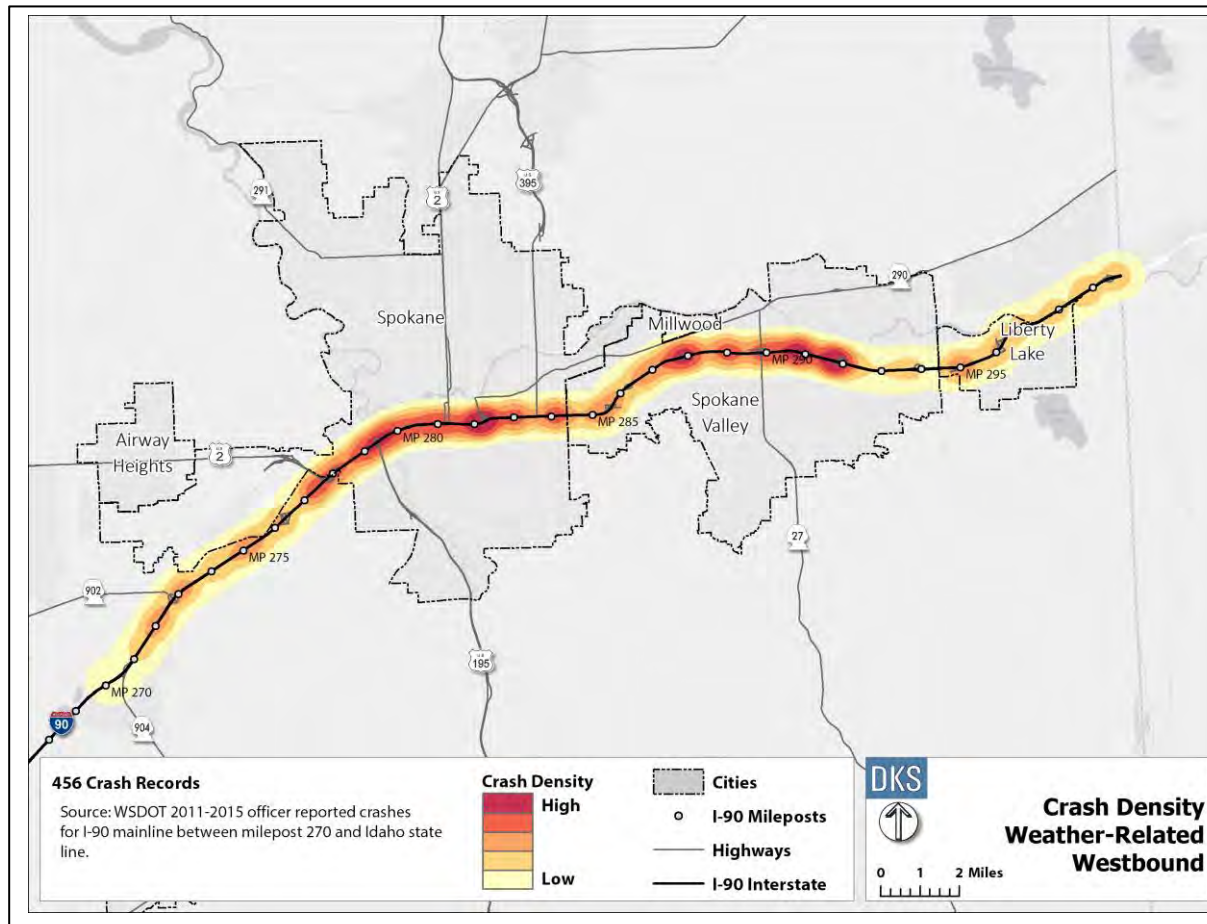 291
U S
2
U S
395
290
Spokane
Millwood
Liberty
Lake
MP 290
MP 295
Airway
Heights
U S
2
MP 280
MP 285
Spokane
Valley
MP 275
27
902
U S
195
MP 270
90
904
456 Crash Records
Source: WSDOT 2011-2015 officer reported crashes
for I-90 mainline between milepost 270 and Idaho state
line.
Crash Density
High
Low
Cities
I-90 Mileposts
Highways
I-90 Interstate
DKS
0 1 2 Miles
Crash Density
Weather-Related
Westbound